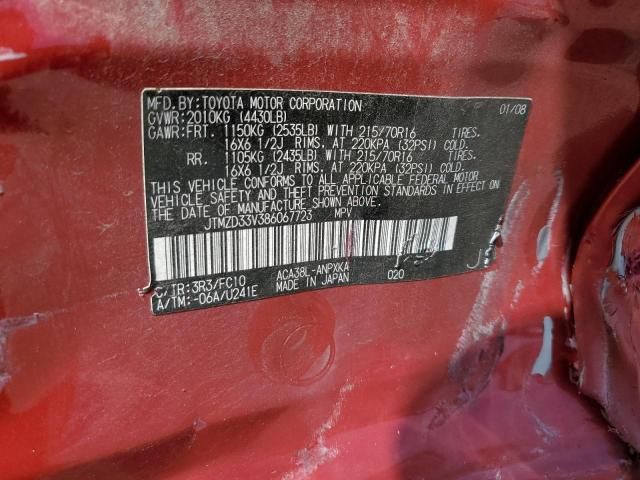 MFD. BY: TOYOTA MOTOR CORPORATION 01/08
GVWR: 2010KG (4430LB)
GAWR: FRT. 1150KG (2535LB) WITH 215/70R16 TIRES.
16X6 1/2J RIMS. AT 220KPA (32PSI) COLD.
RR. 1105KG (2435LB) WITH 215/70R16 TIRES.
16X6 1/2J RIMS. AT 220KPA (32PSI) COLD.
THIS VEHICLE CONFORMS TO ALL APPLICABLE FEDERAL MOTOR
VEHICLE SAFETY AND THEFT PREVENTION STANDARDS IN EFFECT
ON THE DATE OF MANUFACTURE SHOWN ABOVE.
JTMZD33V386067723 MPV
C/TR: 3R3/FC10 ACA38L-ANPXKA
A/TM: -06A/U241E MADE IN JAPAN 020